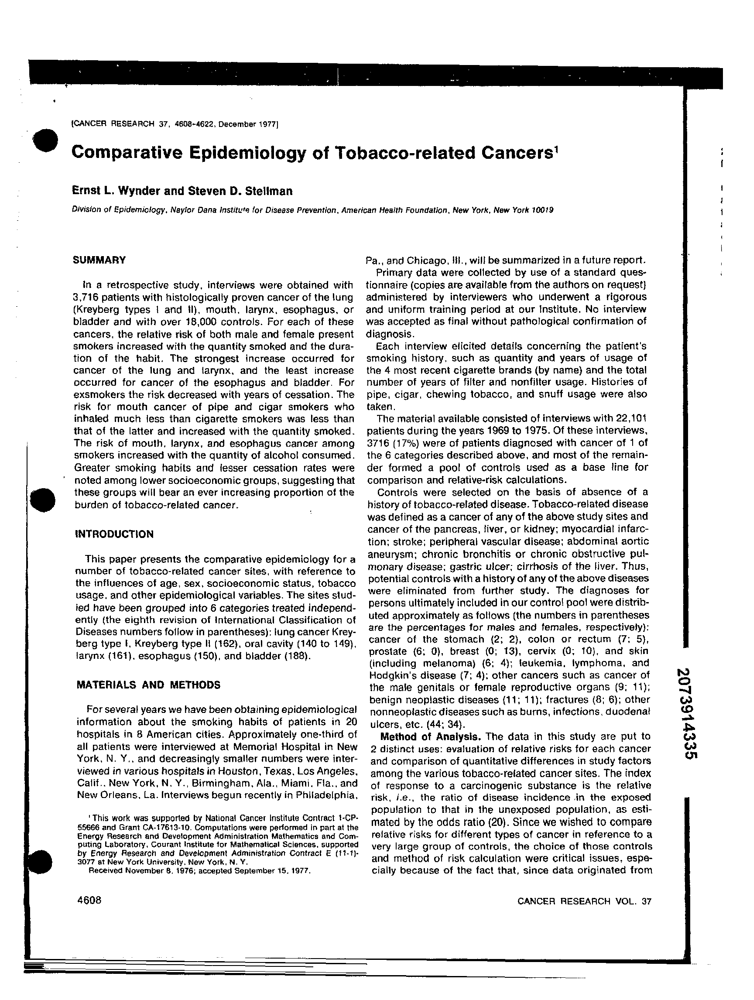 [CANCER RESEARCH 37, 4608-4622, December 1977]
Comparative Epidemiology of Tobacco-related Cancers¹
Ernst L. Wynder and Steven D. Stellman
Division of Epidemiology, Naylor Dana Institute for Disease Prevention, American Health Foundation, New York, New York 10019
SUMMARY
In a retrospective study, interviews were obtained with
3,716 patients with histologically proven cancer of the lung
(Kreyberg types I and II), mouth, larynx, esophagus, or
bladder and with over 18,000 controls. For each of these
cancers, the relative risk of both male and female present
smokers increased with the quantity smoked and the dura-
tion of the habit. The strongest increase occurred for
cancer of the lung and larynx, and the least increase
occurred for cancer of the esophagus and bladder. For
exsmokers the risk decreased with years of cessation. The
risk for mouth cancer of pipe and cigar smokers who
inhaled much less than cigarette smokers was less than
that of the latter and increased with the quantity smoked.
The risk of mouth, larynx, and esophagus cancer among
smokers increased with the quantity of alcohol consumed.
Greater smoking habits and lesser cessation rates were
noted among lower socioeconomic groups, suggesting that
these groups will bear an ever increasing proportion of the
burden of tobacco-related cancer.
INTRODUCTION
This paper presents the comparative epidemiology for a
number of tobacco-related cancer sites, with reference to
the influences of age, sex, socioeconomic status, tobacco
usage, and other epidemiological variables. The sites stud-
ied have been grouped into 6 categories treated independ-
ently (the eighth revision of International Classification of
Diseases numbers follow in parentheses): lung cancer Krey-
berg type I, Kreyberg type II (162), oral cavity (140 to 149),
larynx (161), esophagus (150), and bladder (188).
MATERIALS AND METHODS
For several years we have been obtaining epidemiological
information about the smoking habits of patients in 20
hospitals in 8 American cities. Approximately one-third of
all patients were interviewed at Memorial Hospital in New
York, N. Y., and decreasingly smaller numbers were inter-
viewed in various hospitals in Houston, Texas, Los Angeles,
Calif., New York, N. Y., Birmingham, Ala., Miami, Fla., and
New Orleans, La. Interviews begun recently in Philadelphia,
¹ This work was supported by National Cancer Institute Contract 1-CP-
55666 and Grant CA-17613-10. Computations were performed in part at the
Energy Research and Development Administration Mathematics and Com-
puting Laboratory, Courant Institute for Mathematical Sciences, supported
by Energy Research and Development Administration Contract E (11-1)-
3077 at New York University, New York, N. Y.
Received November 8, 1976; accepted September 15, 1977.
Pa., and Chicago, Ill., will be summarized in a future report.
Primary data were collected by use of a standard ques-
tionnaire (copies are available from the authors on request)
administered by interviewers who underwent a rigorous
and uniform training period at our Institute. No interview
was accepted as final without pathological confirmation of
diagnosis.
Each interview elicited details concerning the patient's
smoking history, such as quantity and years of usage of
the 4 most recent cigarette brands (by name) and the total
number of years of filter and nonfilter usage. Histories of
pipe, cigar, chewing tobacco, and snuff usage were also
taken.
The material available consisted of interviews with 22,101
patients during the years 1969 to 1975. Of these interviews,
3716 (17%) were of patients diagnosed with cancer of 1 of
the 6 categories described above, and most of the remain-
der formed a pool of controls used as a base line for
comparison and relative-risk calculations.
Controls were selected on the basis of absence of a
history of tobacco-related disease. Tobacco-related disease
was defined as a cancer of any of the above study sites and
cancer of the pancreas, liver, or kidney; myocardial infarc-
tion; stroke; peripheral vascular disease; abdominal aortic
aneurysm; chronic bronchitis or chronic obstructive pul-
monary disease; gastric ulcer; cirrhosis of the liver. Thus,
potential controls with a history of any of the above diseases
were eliminated from further study. The diagnoses for
persons ultimately included in our control pool were distrib-
uted approximately as follows (the numbers in parentheses
are the percentages for males and females, respectively):
cancer of the stomach (2; 2), colon or rectum (7; 5),
prostate (6; 0), breast (0; 13), cervix (0; 10), and skin
(including melanoma) (6; 4); leukemia, lymphoma, and
Hodgkin's disease (7; 4); other cancers such as cancer of
the male genitals or female reproductive organs (9; 11);
benign neoplastic diseases (11; 11); fractures (8; 6); other
nonneoplastic diseases such as burns, infections, duodenal
ulcers, etc. (44; 34).
Method of Analysis. The data in this study are put to
2 distinct uses: evaluation of relative risks for each cancer
and comparison of quantitative differences in study factors
among the various tobacco-related cancer sites. The index
of response to a carcinogenic substance is the relative
risk, i.e., the ratio of disease incidence in the exposed
population to that in the unexposed population, as esti-
mated by the odds ratio (20). Since we wished to compare
relative risks for different types of cancer in reference to a
very large group of controls, the choice of those controls
and method of risk calculation were critical issues, espe-
cially because of the fact that, since data originated from
4608
CANCER RESEARCH VOL. 37
2073914335